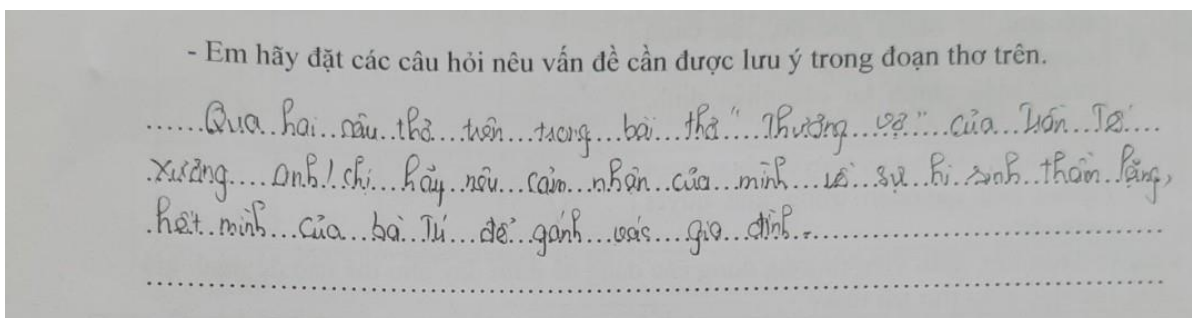 - Em hãy đặt các câu hỏi nêu vấn đề cần được lưu ý trong đoạn thơ trên.
......Qua..hai..câu..thơ..trên...trong...bài...thơ.."..Thương...vợ"...của...Trần..Tế....
.Xương....Anh./.chị...hãy..nêu...cảm..nhận..của...mình...về..sự..hi..sinh..thầm..lặng,
.hết..mình...của...bà..Tú...để..gánh...vác....gia...đình.................................
..........................................................................................